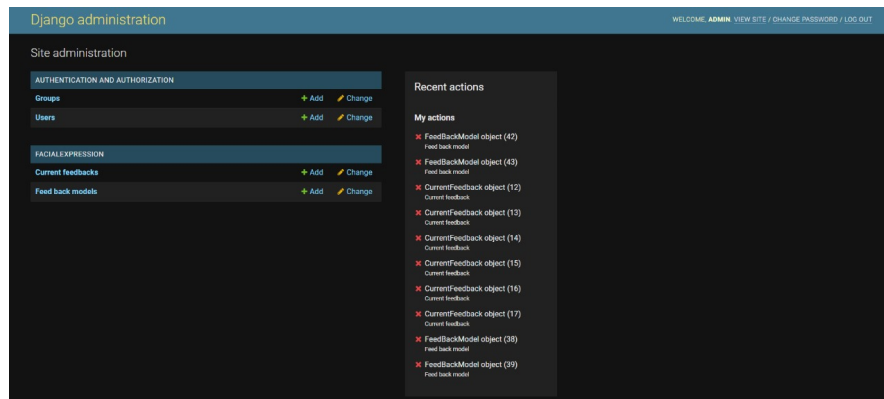 Django administration
WELCOME, ADMIN. VIEW SITE / CHANGE PASSWORD / LOG OUT
Site administration
AUTHENTICATION AND AUTHORIZATION
Groups + Add Change
Users + Add Change
FACIALEXPRESSION
Current feedbacks + Add Change
Feed back models + Add Change
Recent actions
My actions
FeedBackModel object (42)
Feed back model
FeedBackModel object (43)
Feed back model
CurrentFeedback object (12)
Current feedback
CurrentFeedback object (13)
Current feedback
CurrentFeedback object (14)
Current feedback
CurrentFeedback object (15)
Current feedback
CurrentFeedback object (16)
Current feedback
CurrentFeedback object (17)
Current feedback
FeedBackModel object (38)
Feed back model
FeedBackModel object (39)
Feed back model